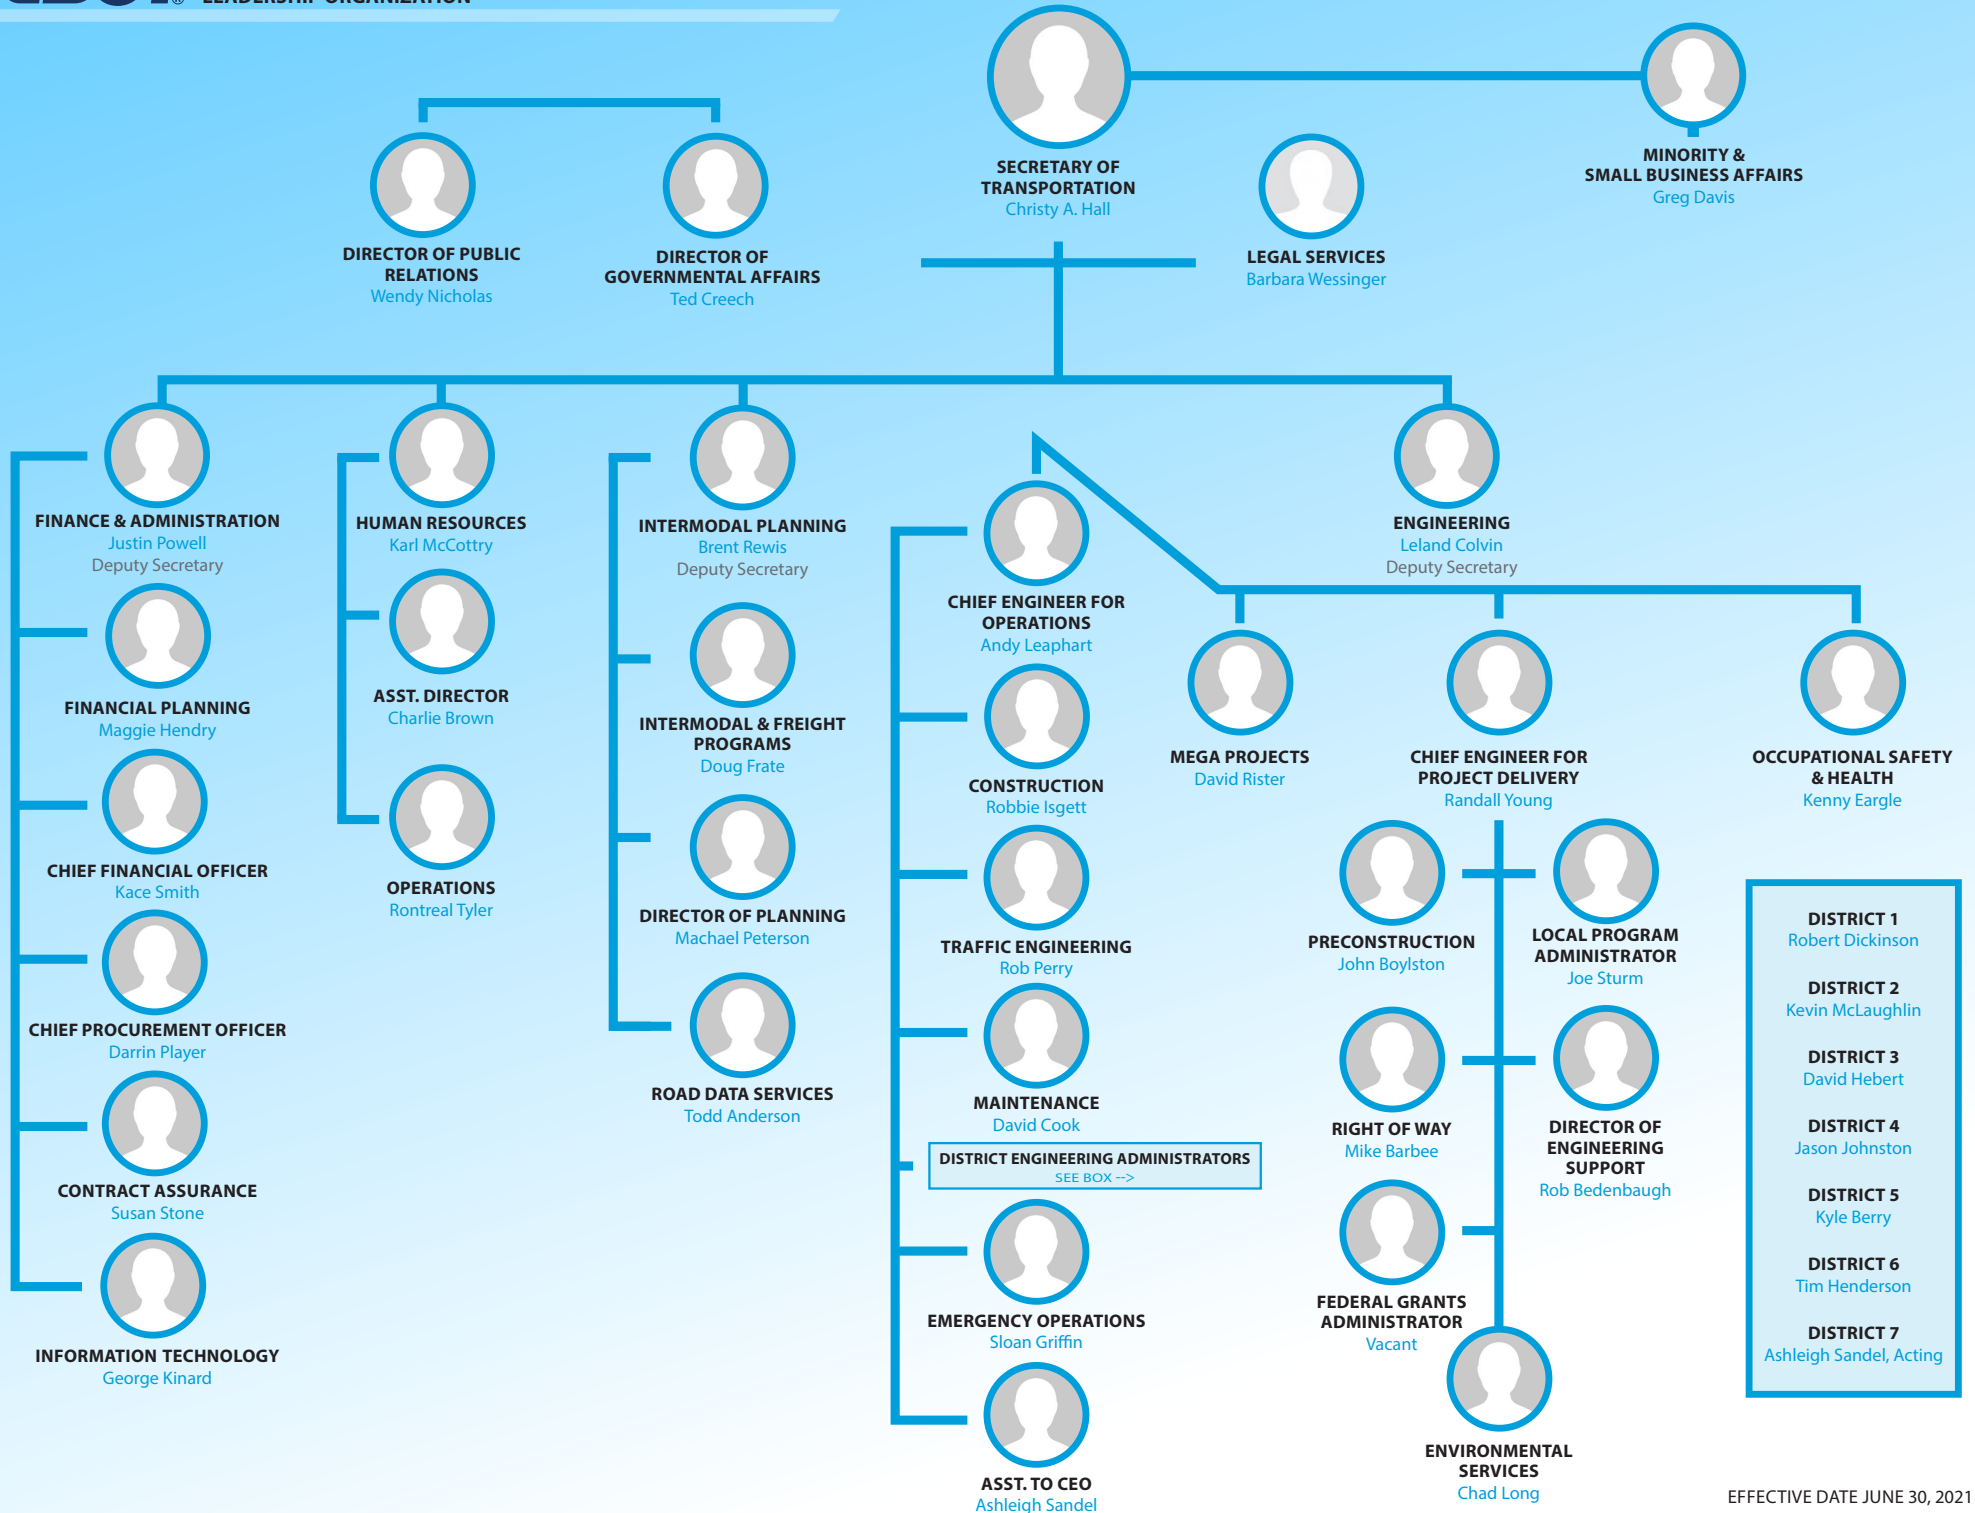 LEADERSHIP ORGANIZATION
SECRETARY OF
TRANSPORTATION
Christy A. Hall
MINORITY &
SMALL BUSINESS AFFAIRS
Greg Davis
DIRECTOR OF PUBLIC
RELATIONS
Wendy Nicholas
DIRECTOR OF
GOVERNMENTAL AFFAIRS
Ted Creech
LEGAL SERVICES
Barbara Wessinger
FINANCE & ADMINISTRATION
Justin Powell
Deputy Secretary
FINANCIAL PLANNING
Maggie Hendry
CHIEF FINANCIAL OFFICER
Kace Smith
CHIEF PROCUREMENT OFFICER
Darrin Player
CONTRACT ASSURANCE
Susan Stone
INFORMATION TECHNOLOGY
George Kinard
HUMAN RESOURCES
Karl McCottry
ASST. DIRECTOR
Charlie Brown
OPERATIONS
Rontreal Tyler
INTERMODAL PLANNING
Brent Rewis
Deputy Secretary
INTERMODAL & FREIGHT
PROGRAMS
Doug Frate
DIRECTOR OF PLANNING
Machael Peterson
ROAD DATA SERVICES
Todd Anderson
ENGINEERING
Leland Colvin
Deputy Secretary
CHIEF ENGINEER FOR
OPERATIONS
Andy Leaphart
CONSTRUCTION
Robbie Isgett
TRAFFIC ENGINEERING
Rob Perry
MAINTENANCE
David Cook
DISTRICT ENGINEERING ADMINISTRATORS
SEE BOX -->
EMERGENCY OPERATIONS
Sloan Griffin
ASST. TO CEO
Ashleigh Sandel
MEGA PROJECTS
David Rister
CHIEF ENGINEER FOR
PROJECT DELIVERY
Randall Young
PRECONSTRUCTION
John Boylston
LOCAL PROGRAM
ADMINISTRATOR
Joe Sturm
RIGHT OF WAY
Mike Barbee
DIRECTOR OF
ENGINEERING
SUPPORT
Rob Bedenbaugh
FEDERAL GRANTS
ADMINISTRATOR
Vacant
ENVIRONMENTAL
SERVICES
Chad Long
OCCUPATIONAL SAFETY
& HEALTH
Kenny Eargle
DISTRICT 1
Robert Dickinson
DISTRICT 2
Kevin McLaughlin
DISTRICT 3
David Hebert
DISTRICT 4
Jason Johnston
DISTRICT 5
Kyle Berry
DISTRICT 6
Tim Henderson
DISTRICT 7
Ashleigh Sandel, Acting
EFFECTIVE DATE JUNE 30, 2021